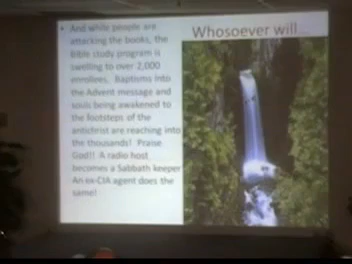 Whosoever will...
• And while people are
attacking the books, the
Bible study program is
swelling to over 2,000
enrollees. Baptisms into
the Advent message and
souls being awakened to
the footsteps of the
antichrist are reaching into
the thousands! Praise
God!! A radio host
becomes a Sabbath keeper
An ex-CIA agent does the
same!